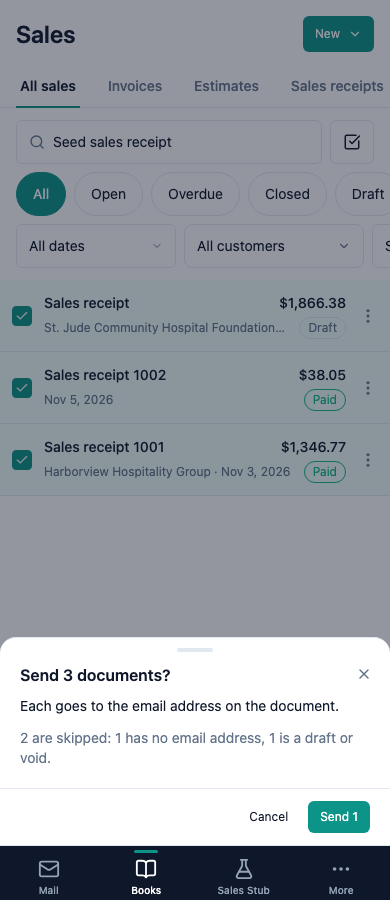 Sales
New
All sales
Invoices
Estimates
Sales receipts
Seed sales receipt
All
Open
Overdue
Closed
Draft
All dates
All customers
S
Sales receipt
$1,866.38
St. Jude Community Hospital Foundation...
Draft
Sales receipt 1002
$38.05
Nov 5, 2026
Paid
Sales receipt 1001
$1,346.77
Harborview Hospitality Group · Nov 3, 2026
Paid
Send 3 documents?
Each goes to the email address on the document.
2 are skipped: 1 has no email address, 1 is a draft or
void.
Cancel
Send 1
Mail
Books
Sales Stub
More